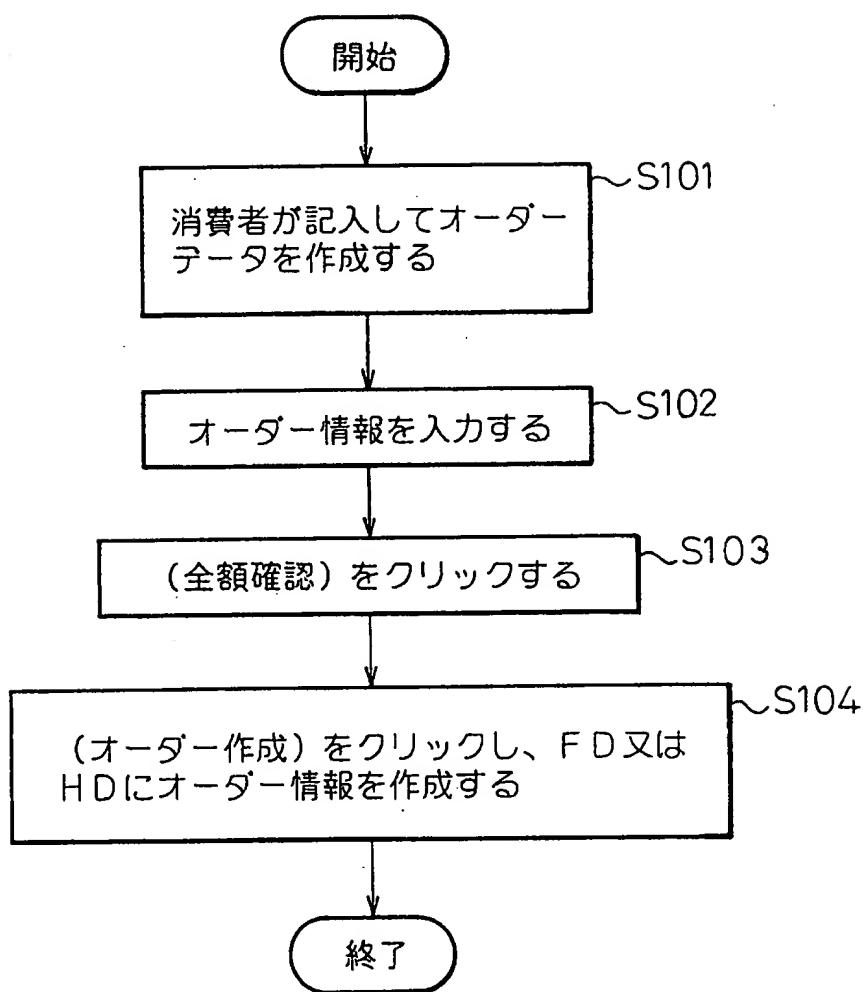 開始
S101
消費者が記入してオーダー
データを作成する
S102
オーダー情報を入力する
S103
(全額確認)をクリックする
S104
(オーダー作成)をクリックし、FD又は
HDにオーダー情報を作成する
終了